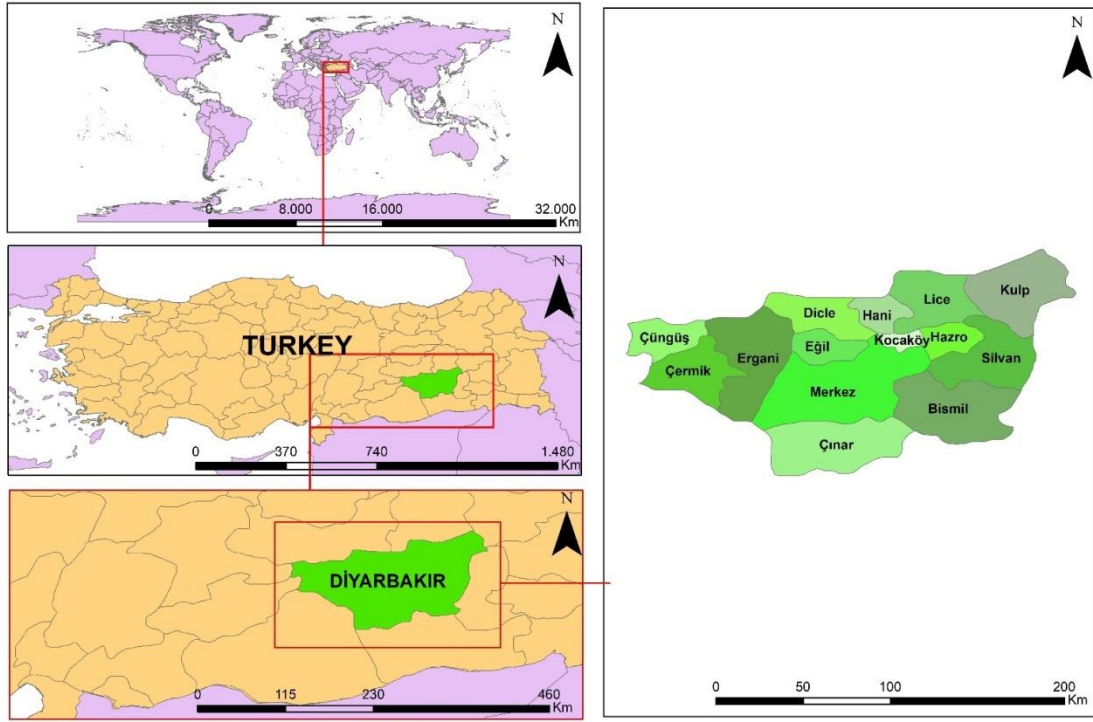 N
0 8.000 16.000 32.000
Km
N
TURKEY
0 370 740 1.480
Km
N
DİYARBAKIR
0 115 230 460
Km
N
Kulp
Lice
Dicle
Hani
Çüngüş
Kocaköy
Hazro
Ergani
Eğil
Silvan
Çermik
Merkez
Bismil
Çınar
0 50 100 200
Km